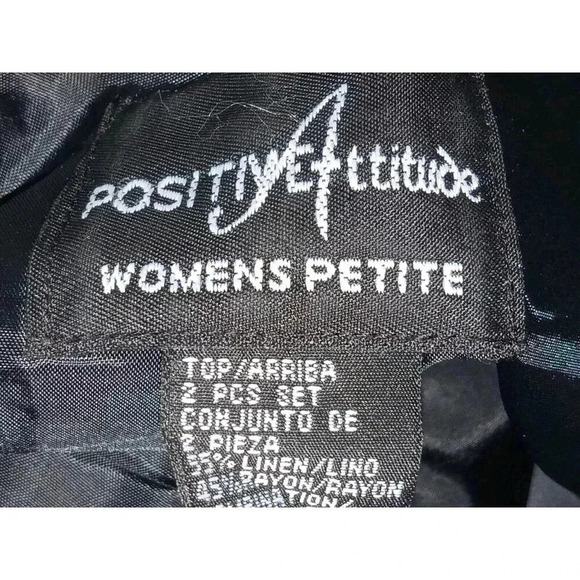 POSITIVE Attitude
WOMENS PETITE
TOP/ARRIBA
2 PCS SET
CONJUNTO DE
2 PIEZA
55% LINEN/LINO
45% RAYON/RAYON